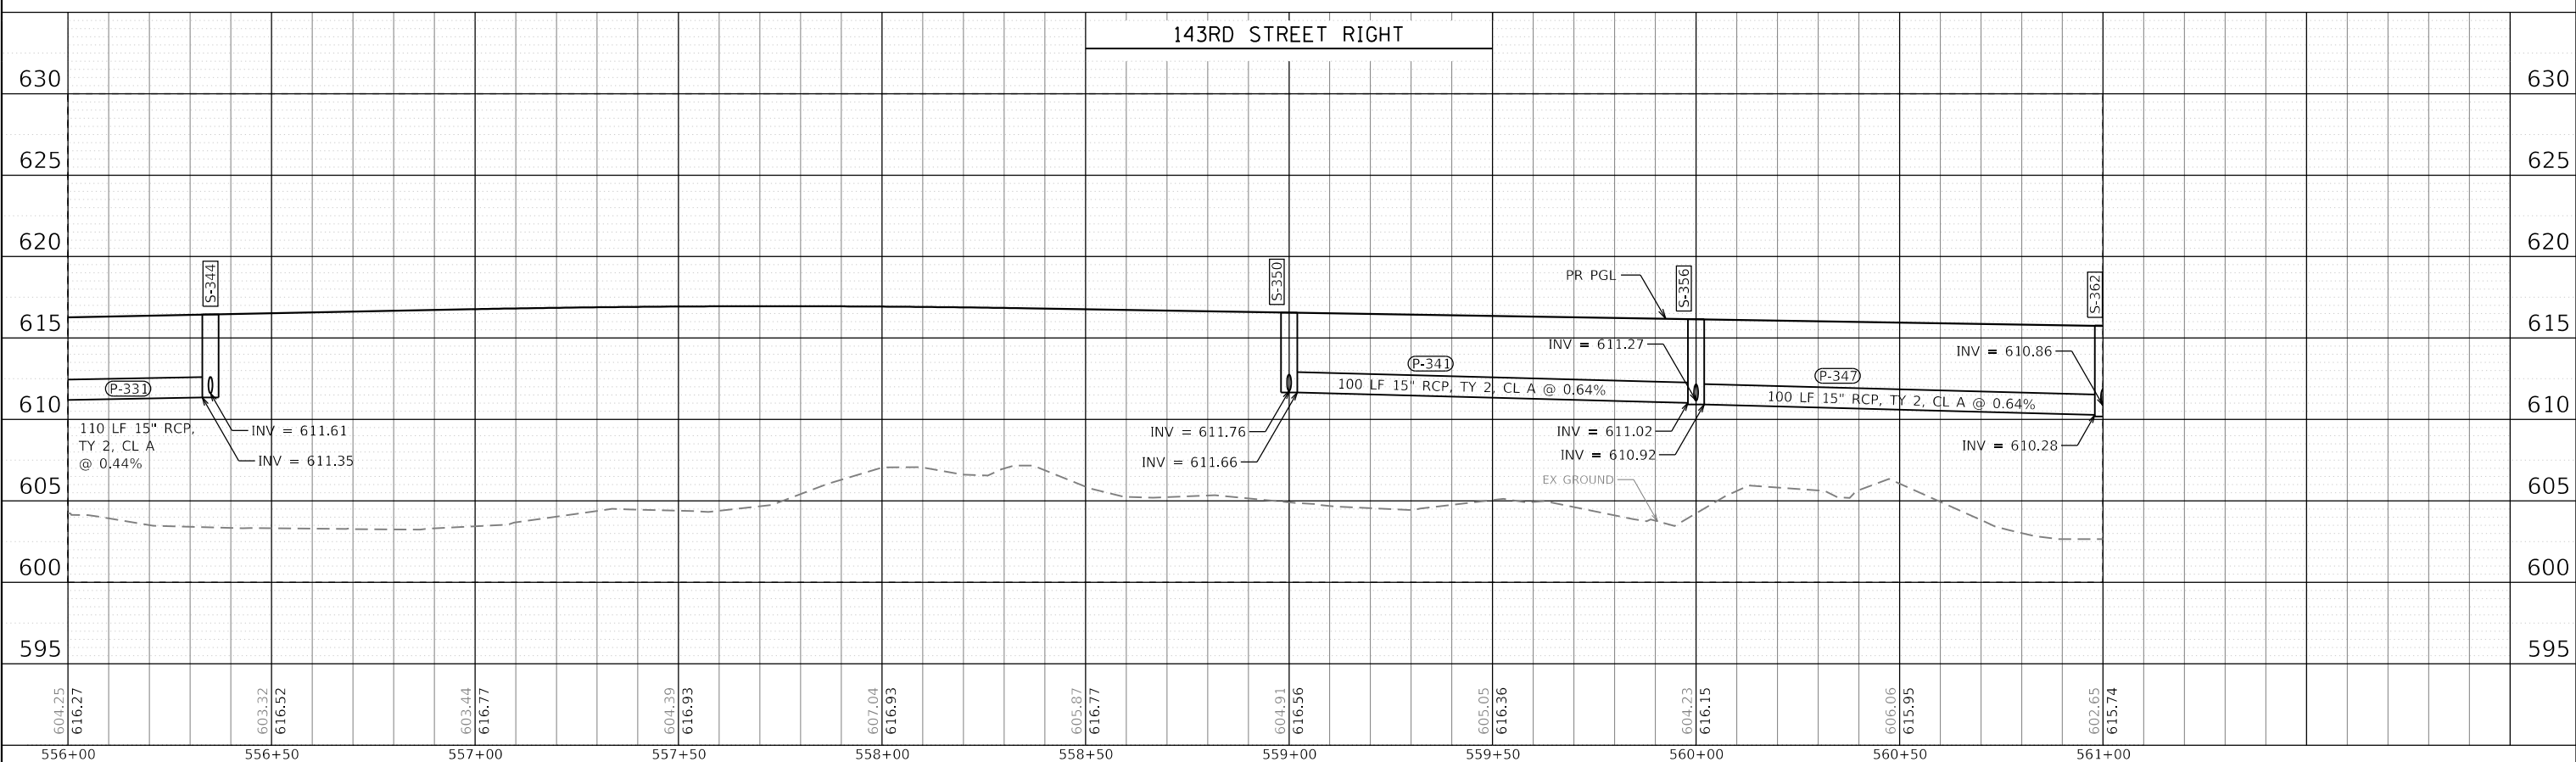 143RD STREET RIGHT
630 630
625 625
620 620
615 615
610 610
605 605
600 600
595 595
S-344
S-350
S-356
S-362
PR PGL
INV = 611.27
INV = 610.86
P-331
P-341
P-347
100 LF 15" RCP, TY 2, CL A @ 0.64%
100 LF 15" RCP, TY 2, CL A @ 0.64%
110 LF 15" RCP,
TY 2, CL A
@ 0.44%
INV = 611.61
INV = 611.35
INV = 611.76
INV = 611.66
INV = 611.02
INV = 610.92
INV = 610.28
EX GROUND
604.25
616.27
603.32
616.52
603.44
616.77
604.39
616.93
607.04
616.93
605.87
616.77
604.91
616.56
605.05
616.36
604.23
616.15
606.06
615.95
602.65
615.74
556+00 556+50 557+00 557+50 558+00 558+50 559+00 559+50 560+00 560+50 561+00